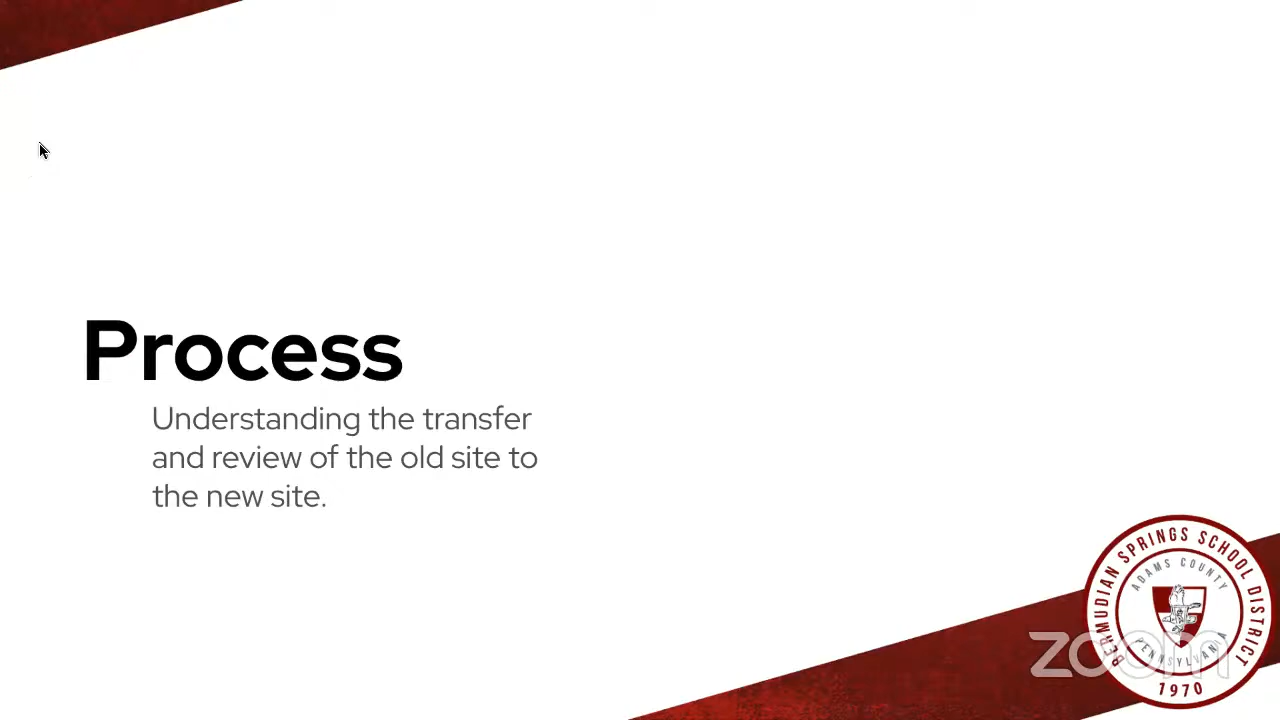 Process
Understanding the transfer
and review of the old site to
the new site.
BERMUDIAN SPRINGS SCHOOL DISTRICT
ADAMS COUNTY
PENNSYLVANIA
1970
zoom